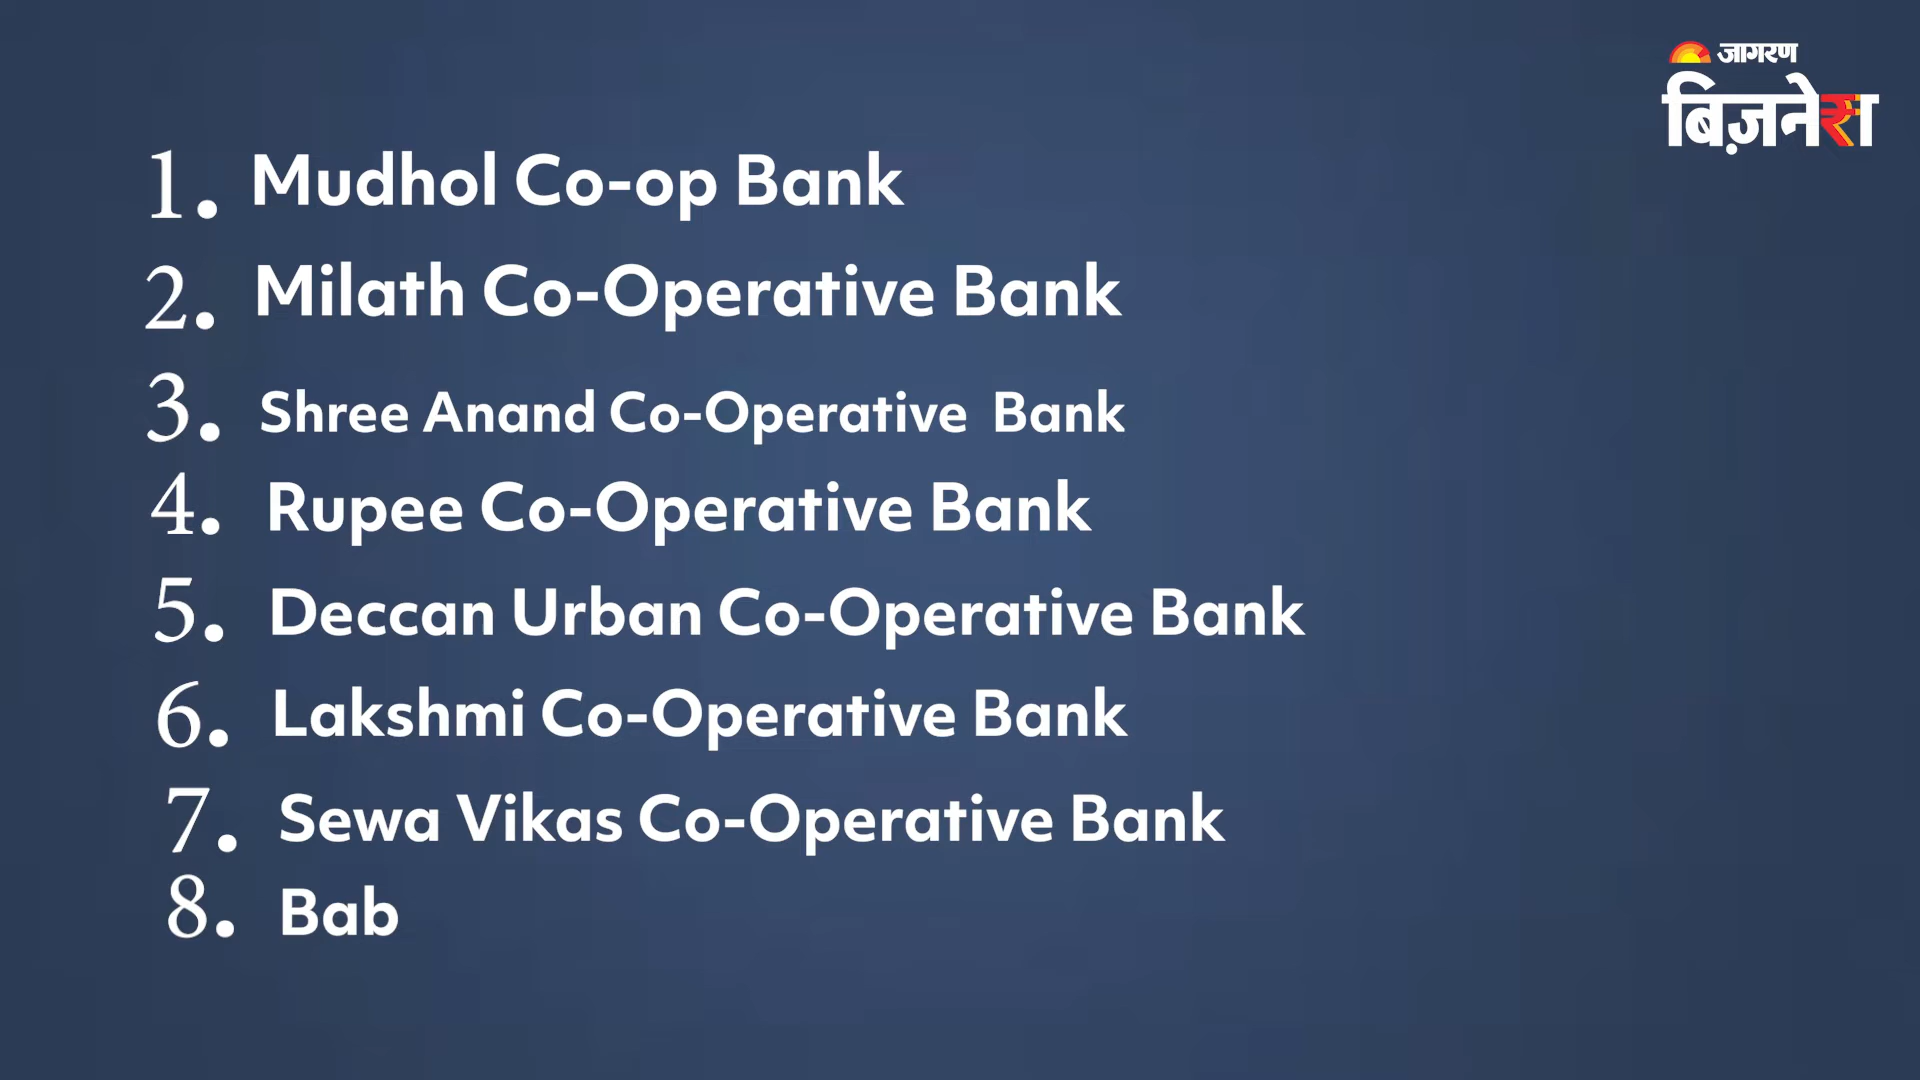 जागरण
बिज़नेस
1. Mudhol Co-op Bank
2. Milath Co-Operative Bank
3. Shree Anand Co-Operative Bank
4. Rupee Co-Operative Bank
5. Deccan Urban Co-Operative Bank
6. Lakshmi Co-Operative Bank
7. Sewa Vikas Co-Operative Bank
8. Bab